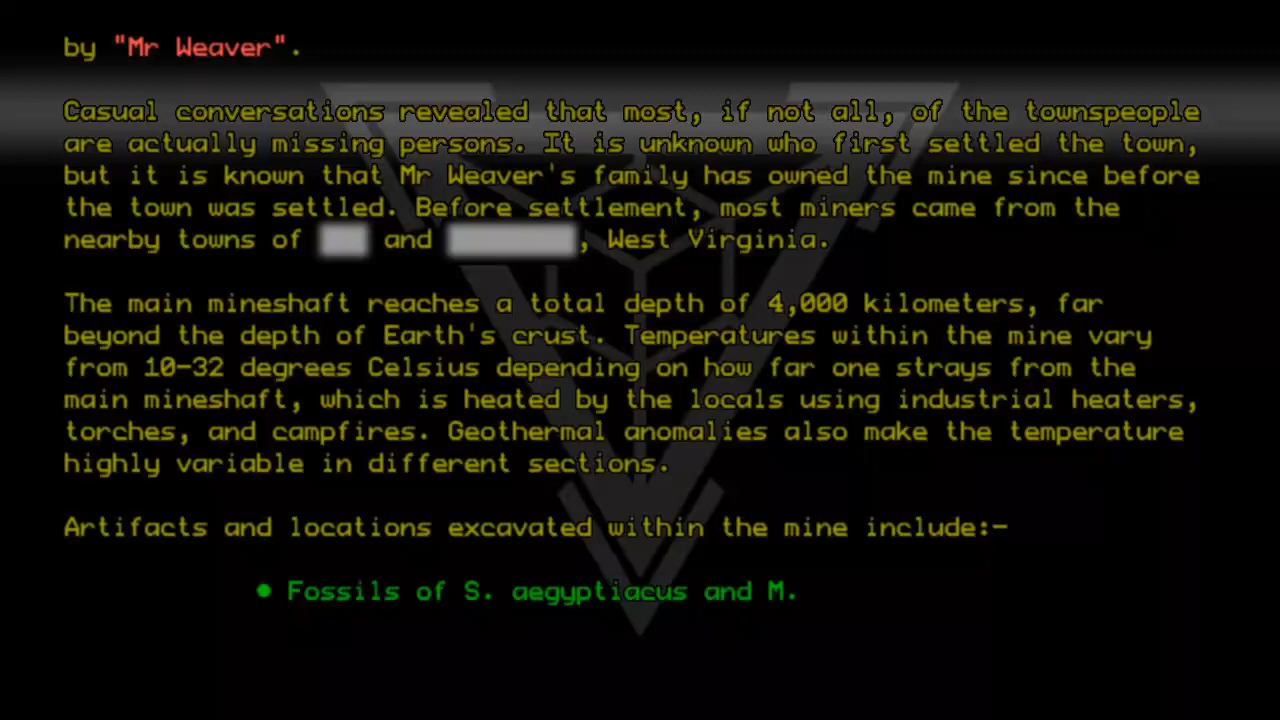 by "Mr Weaver".
Casual conversations revealed that most, if not all, of the townspeople
are actually missing persons. It is unknown who first settled the town,
but it is known that Mr Weaver's family has owned the mine since before
the town was settled. Before settlement, most miners came from the
nearby towns of and , West Virginia.
The main mineshaft reaches a total depth of 4,000 kilometers, far
beyond the depth of Earth's crust. Temperatures within the mine vary
from 10-32 degrees Celsius depending on how far one strays from the
main mineshaft, which is heated by the locals using industrial heaters,
torches, and campfires. Geothermal anomalies also make the temperature
highly variable in different sections.
Artifacts and locations excavated within the mine include:-
● Fossils of S. aegyptiacus and M.